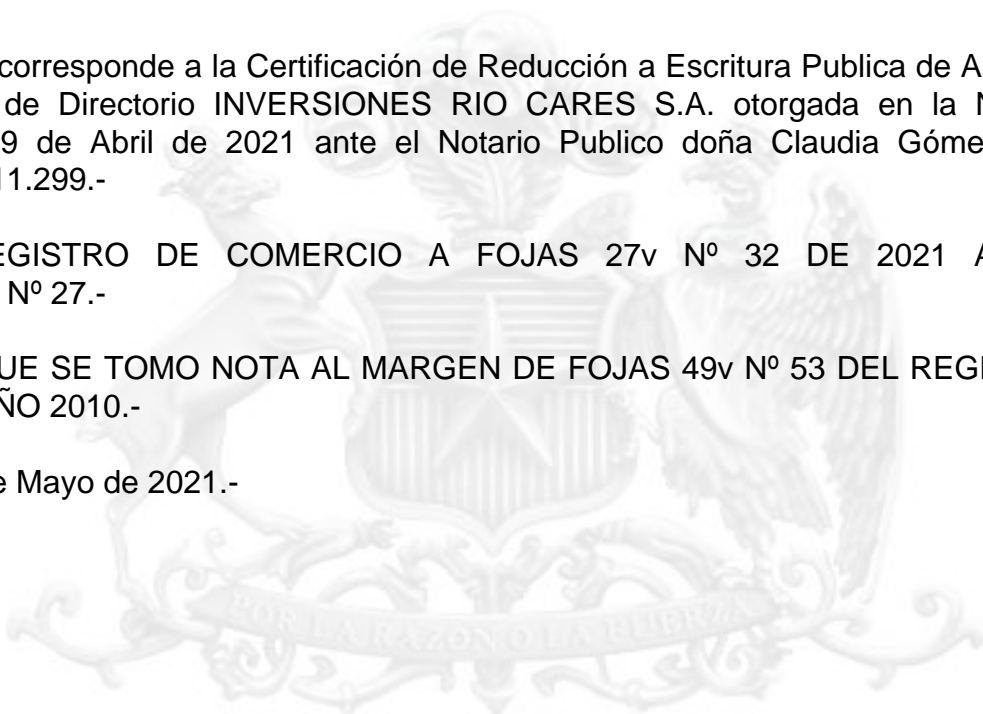 corresponde a la Certificación de Reducción a Escritura Publica de A
de Directorio INVERSIONES RIO CARES S.A. otorgada en la N
9 de Abril de 2021 ante el Notario Publico doña Claudia Góme
11.299.-
EGISTRO DE COMERCIO A FOJAS 27v Nº 32 DE 2021 A
Nº 27.-
UE SE TOMO NOTA AL MARGEN DE FOJAS 49v Nº 53 DEL REGI
ÑO 2010.-
e Mayo de 2021.-
POR LA RAZON O LA FUERZA